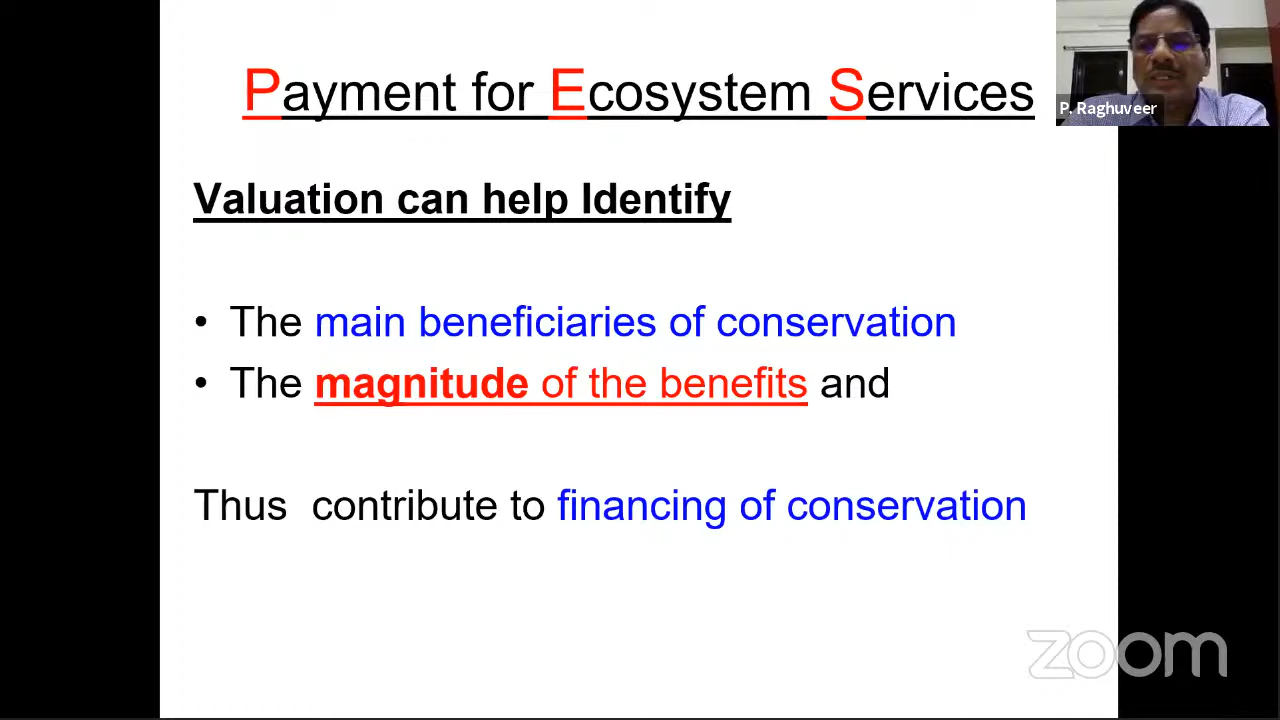 Payment for Ecosystem Services
P. Raghuveer
Valuation can help Identify
• The main beneficiaries of conservation
• The magnitude of the benefits and
Thus contribute to financing of conservation
zoom